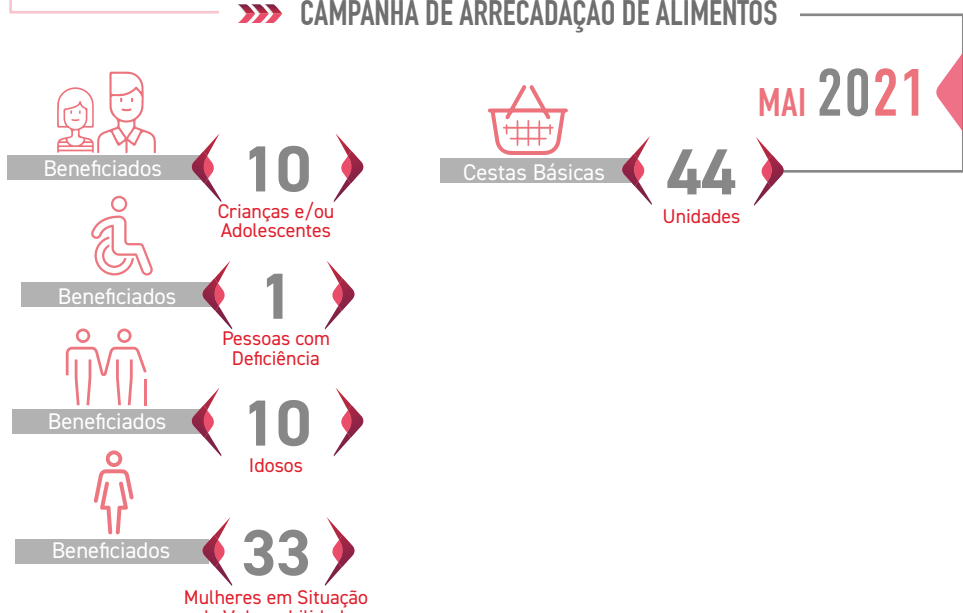 CAMPANHA DE ARRECADAÇÃO DE ALIMENTOS
MAI 2021
Beneficiados
10
Crianças e/ou
Adolescentes
Cestas Básicas
44
Unidades
Beneficiados
1
Pessoas com
Deficiência
Beneficiados
10
Idosos
Beneficiados
33
Mulheres em Situação